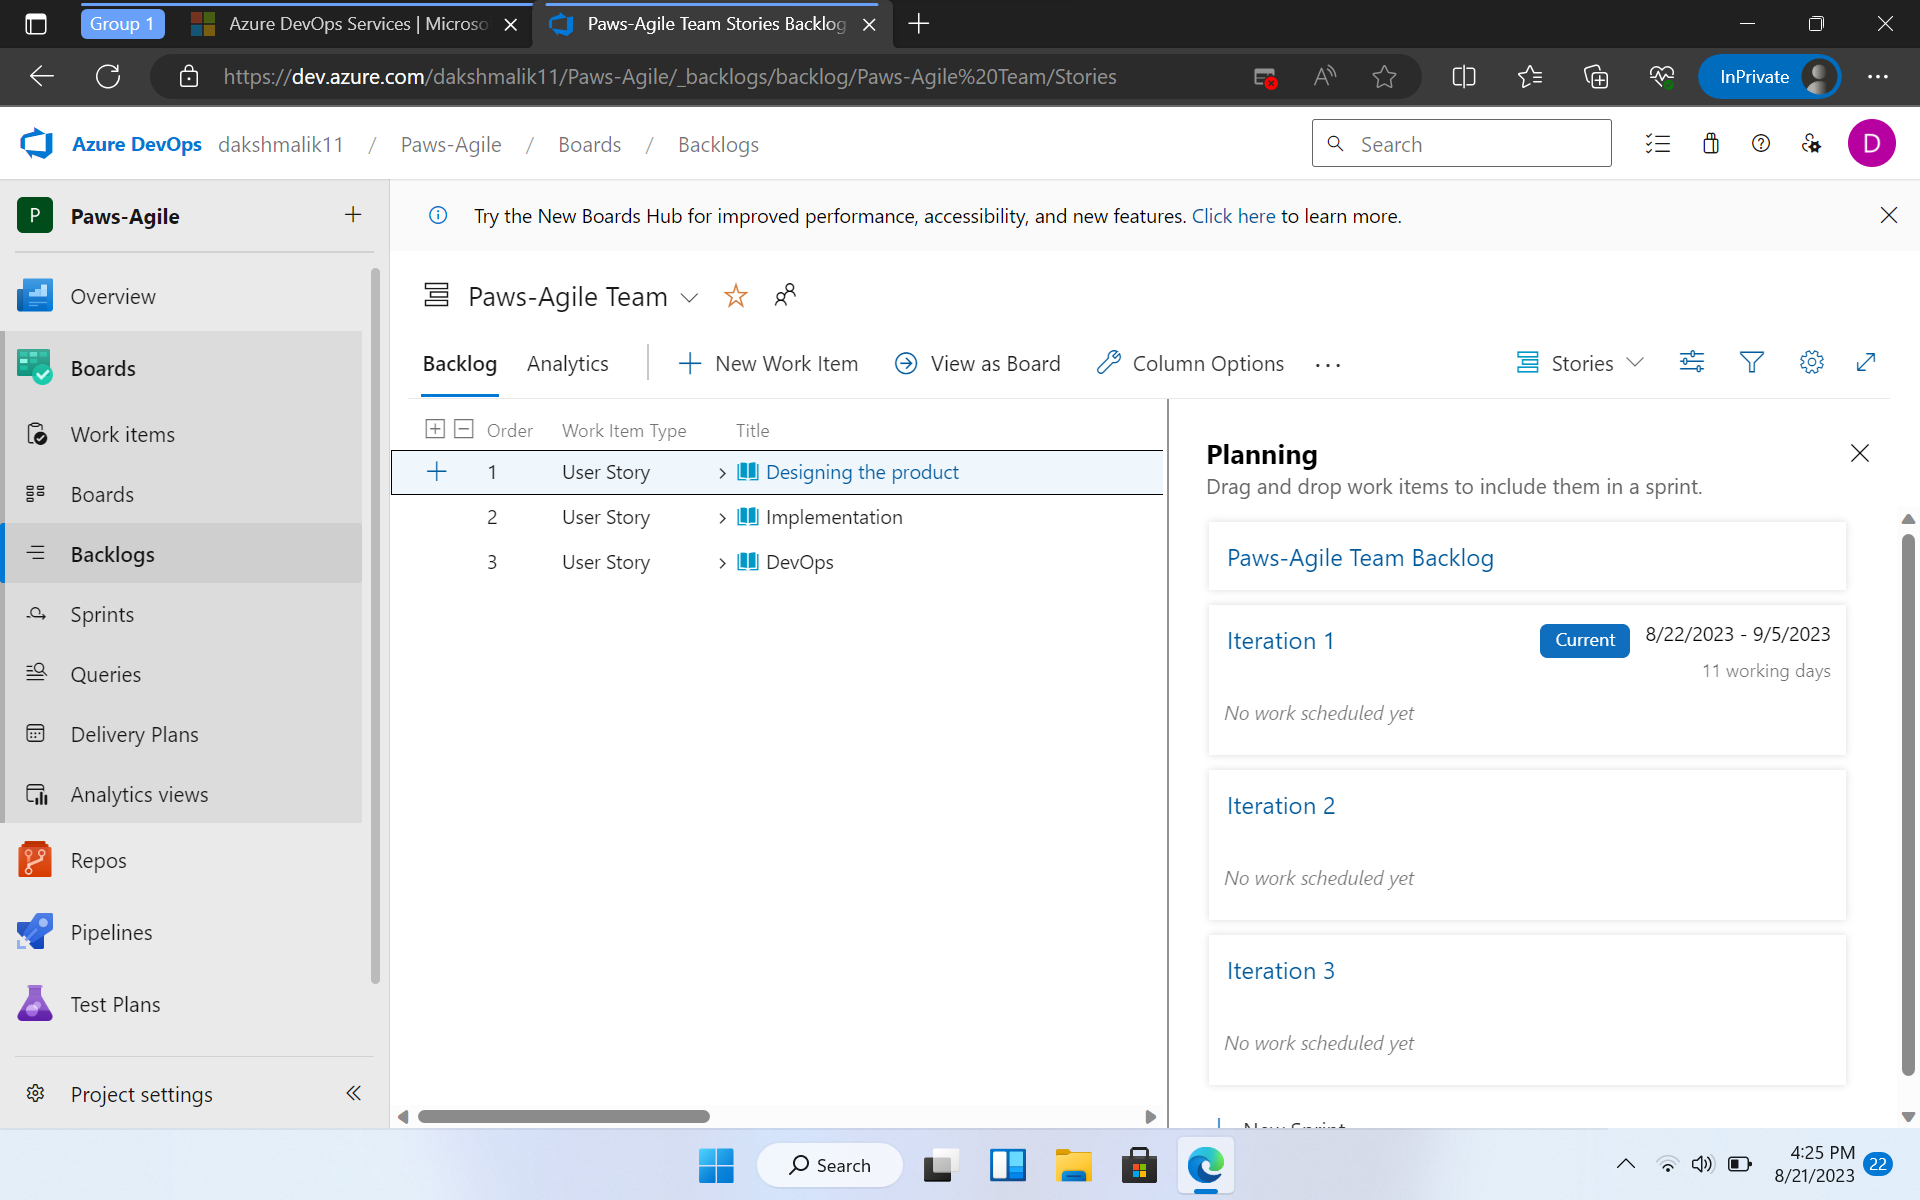 Group 1
Azure DevOps Services | Microso
Paws-Agile Team Stories Backlog
https://dev.azure.com/dakshmalik11/Paws-Agile/_backlogs/backlog/Paws-Agile%20Team/Stories
InPrivate
Azure DevOps dakshmalik11 / Paws-Agile / Boards / Backlogs
Search
D
P Paws-Agile
Try the New Boards Hub for improved performance, accessibility, and new features. Click here to learn more.
Overview
Boards
Work items
Boards
Backlogs
Sprints
Queries
Delivery Plans
Analytics views
Repos
Pipelines
Test Plans
Project settings
Paws-Agile Team
Backlog Analytics New Work Item View as Board Column Options Stories
Order Work Item Type Title
1 User Story Designing the product
2 User Story Implementation
3 User Story DevOps
Planning
Drag and drop work items to include them in a sprint.
Paws-Agile Team Backlog
Iteration 1 Current 8/22/2023 - 9/5/2023
11 working days
No work scheduled yet
Iteration 2
No work scheduled yet
Iteration 3
No work scheduled yet
New Sprint
Search
4:25 PM
8/21/2023
22